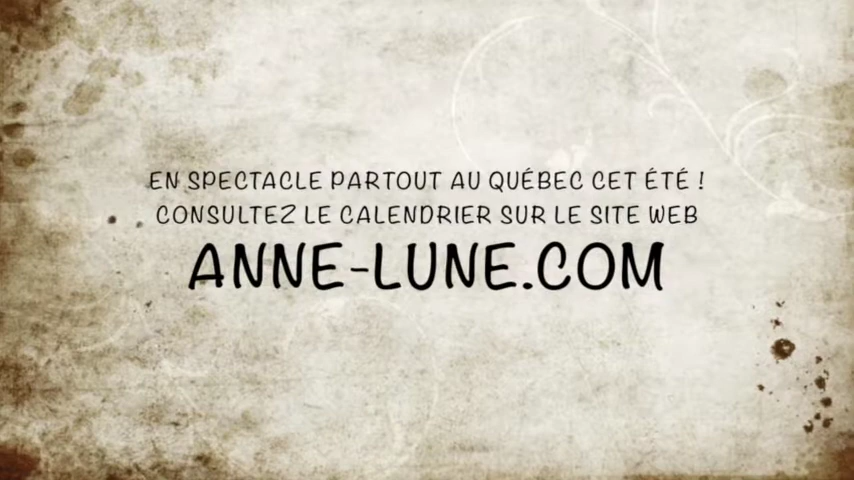 EN SPECTACLE PARTOUT AU QUÉBEC CET ÉTÉ !
CONSULTEZ LE CALENDRIER SUR LE SITE WEB
ANNE-LUNE.COM